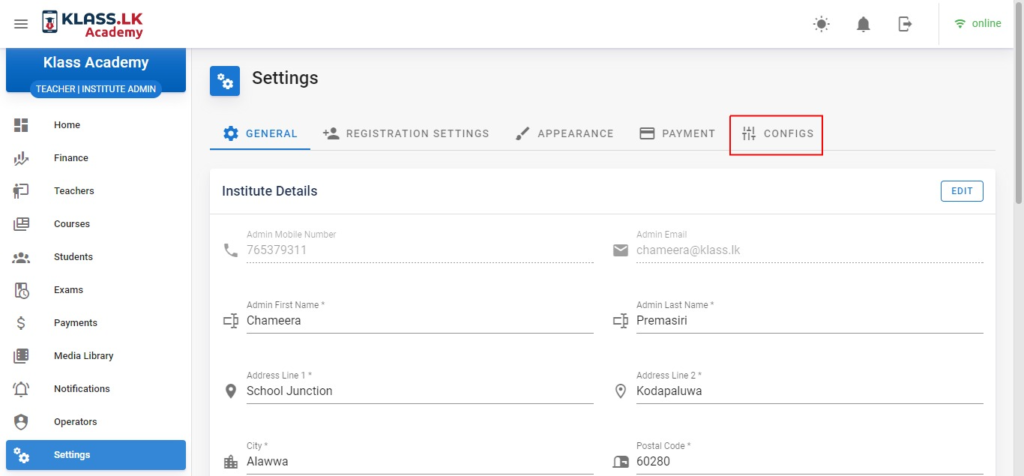 KLASS.LK
Academy
online
Klass Academy
TEACHER | INSTITUTE ADMIN
Home
Finance
Teachers
Courses
Students
Exams
Payments
Media Library
Notifications
Operators
Settings
Settings
GENERAL
REGISTRATION SETTINGS
APPEARANCE
PAYMENT
CONFIGS
Institute Details
EDIT
Admin Mobile Number
765379311
Admin Email
chameera@klass.lk
Admin First Name *
Chameera
Admin Last Name *
Premasiri
Address Line 1 *
School Junction
Address Line 2 *
Kodapaluwa
City *
Alawwa
Postal Code *
60280